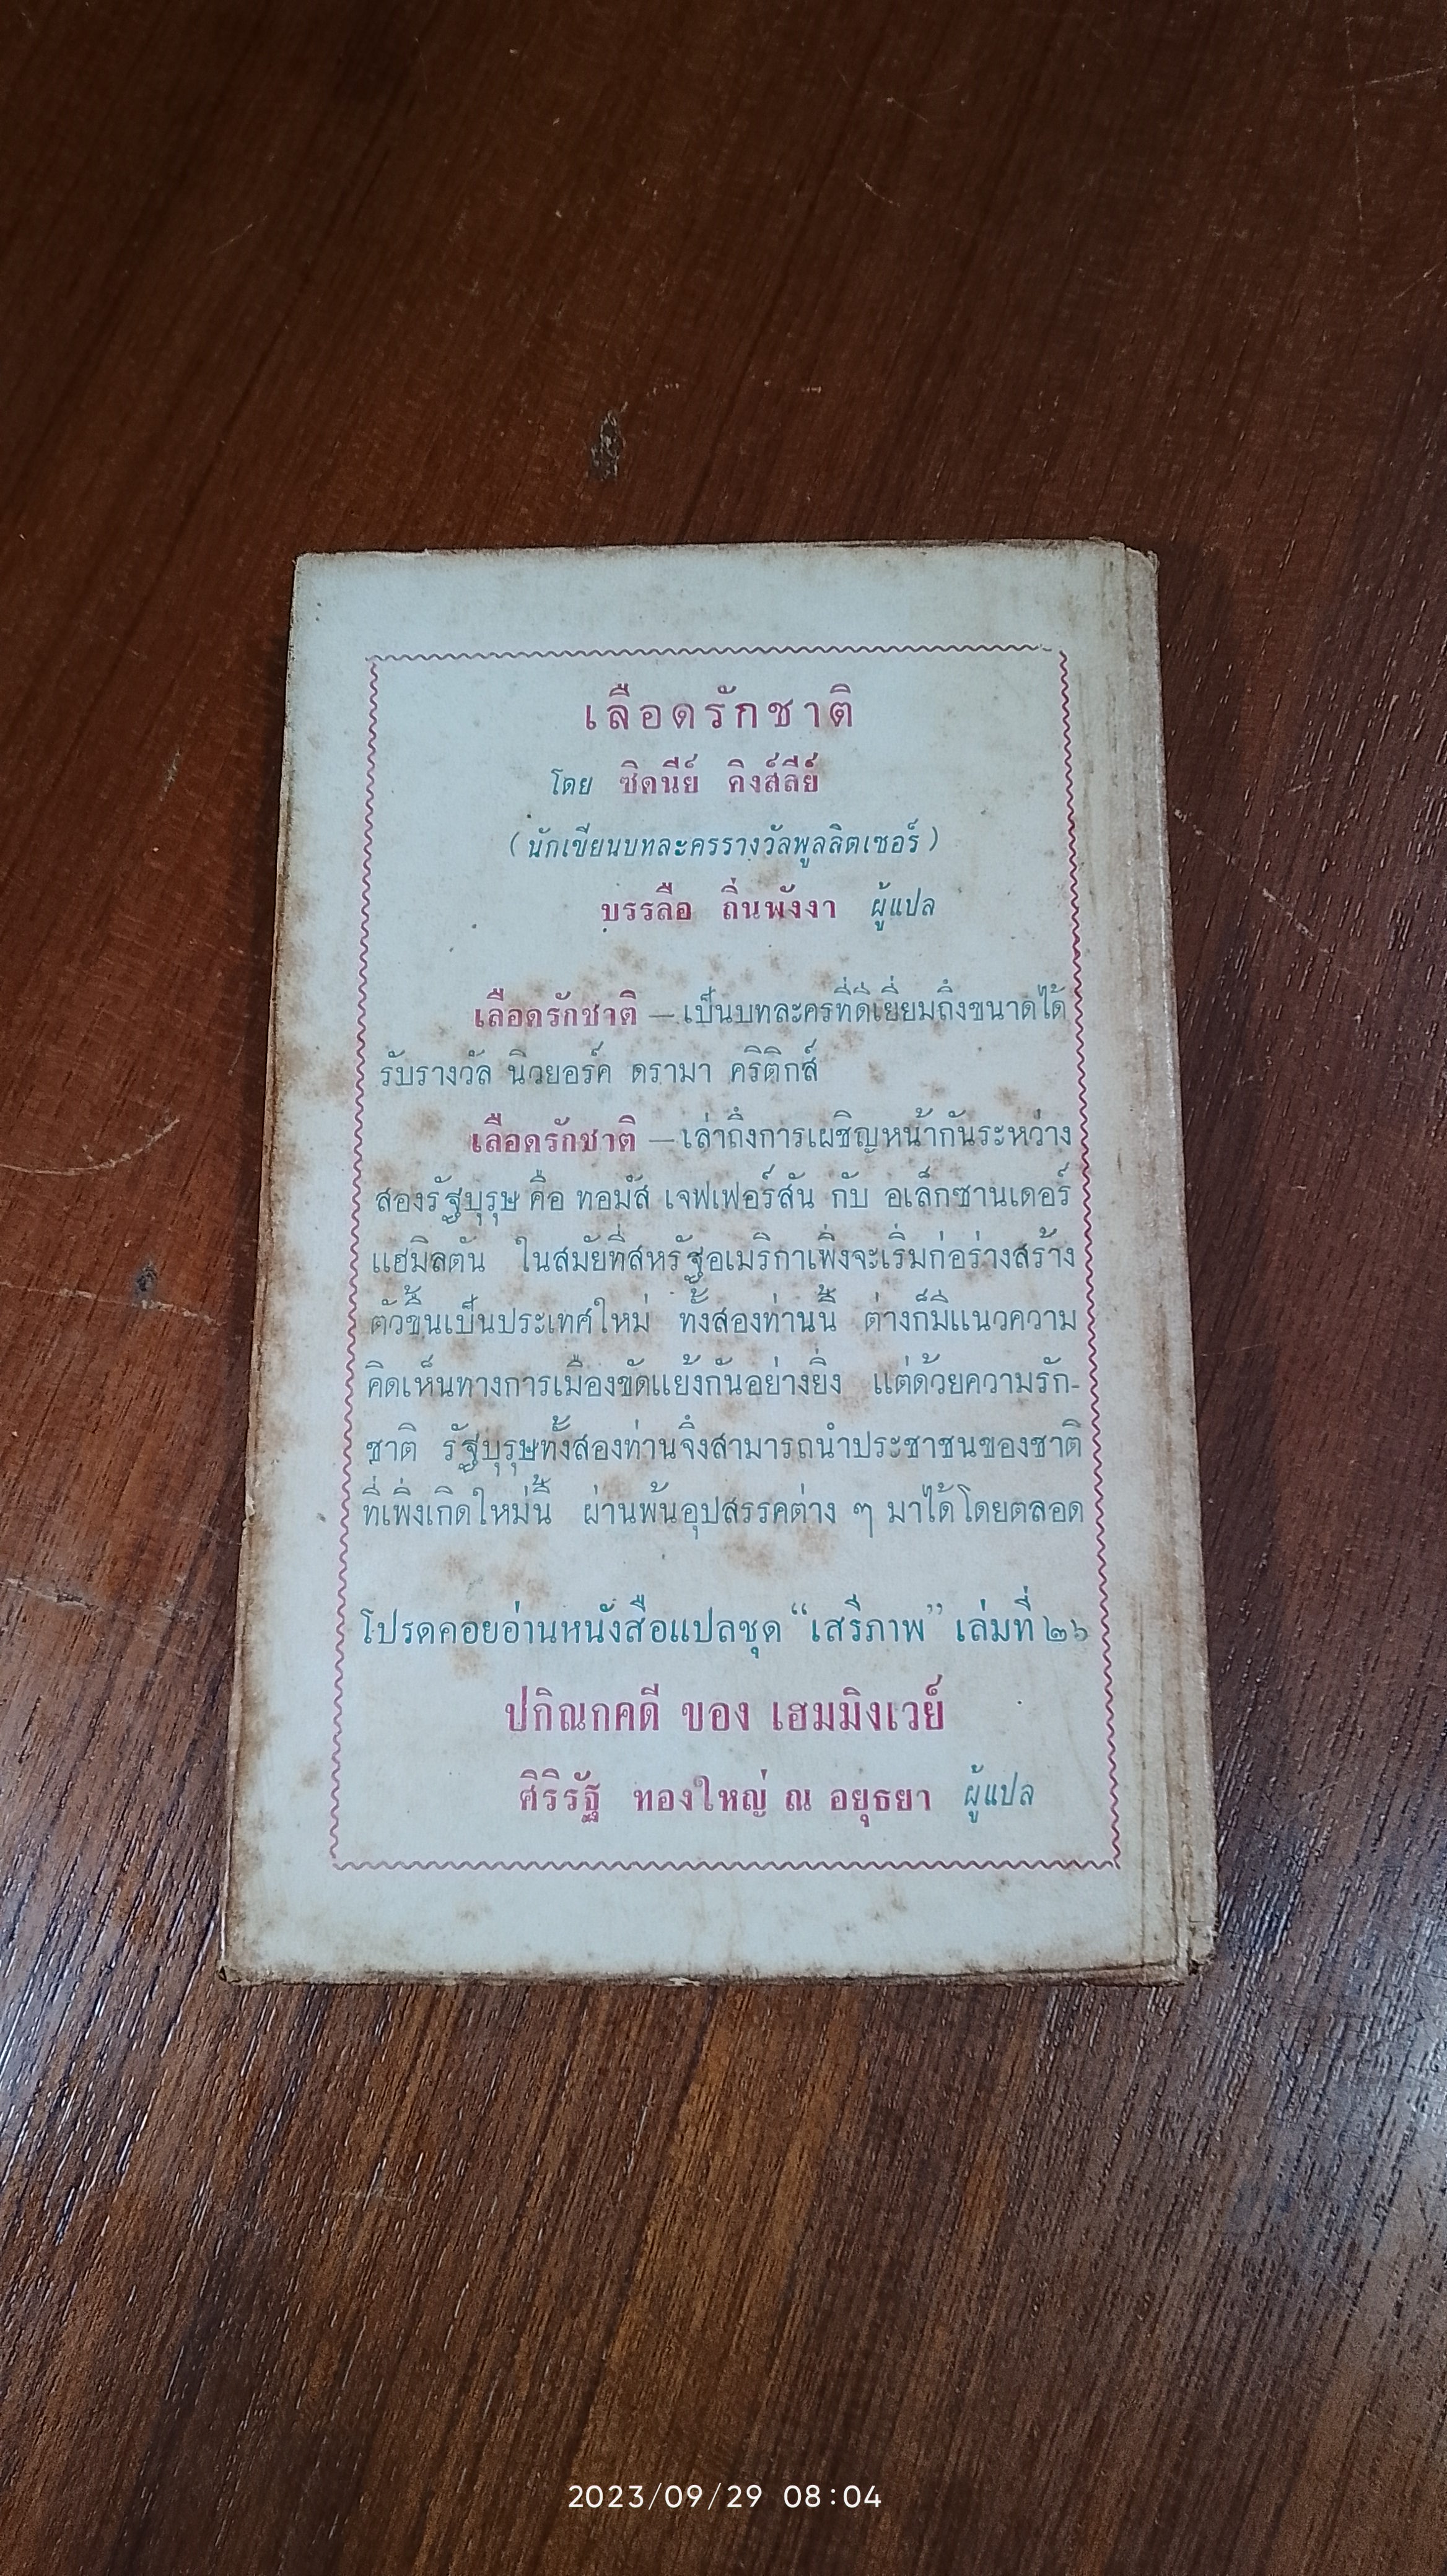 เลือดรักชาติ
โดย ซิดนีย์ คิงส์ลีย์
(นักเขียนบทละครรางวัลพูลลิตเซอร์)
บรรลือ ถิ่นพังงา ผู้แปล
เลือดรักชาติ — เป็นบทละครที่ดีเยี่ยมถึงขนาดได้
รับรางวัล นิวยอร์ค ดรามา คริติกส์
เลือดรักชาติ — เล่าถึงการเผชิญหน้ากันระหว่าง
สองรัฐบุรุษ คือ ทอมัส เจฟเฟอร์สัน กับ อเล็กซานเดอร์
แฮมิลตัน ในสมัยที่สหรัฐอเมริกาเพิ่งจะเริ่มก่อร่างสร้าง
ตัวขึ้นเป็นประเทศใหม่ ทั้งสองท่านนี้ ต่างก็มีแนวความ
คิดเห็นทางการเมืองขัดแย้งกันอย่างยิ่ง แต่ด้วยความรัก-
ชาติ รัฐบุรุษทั้งสองท่านจึงสามารถนำประชาชนของชาติ
ที่เพิ่งเกิดใหม่นี้ ผ่านพ้นอุปสรรคต่าง ๆ มาได้โดยตลอด
โปรดคอยอ่านหนังสือแปลชุด “เสรีภาพ” เล่มที่ ๒๖
ปกิณกคดี ของ เฮมมิงเวย์
ศิริรัฐ ทองใหญ่ ณ อยุธยา ผู้แปล
2023/09/29 08:04